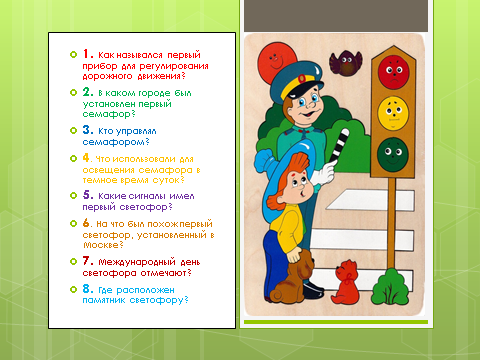 1. Как назывался первый
прибор для регулирования
дорожного движения?
2. В каком городе был
установлен первый
семафор?
3. Кто управлял
семафором?
4. Что использовали для
освещения семафора в
темное время суток?
5. Какие сигналы имел
первый светофор?
6. На что был похож первый
светофор, установленный в
Москве?
7. Международный день
светофора отмечают?
8. Где расположен
памятник светофору?